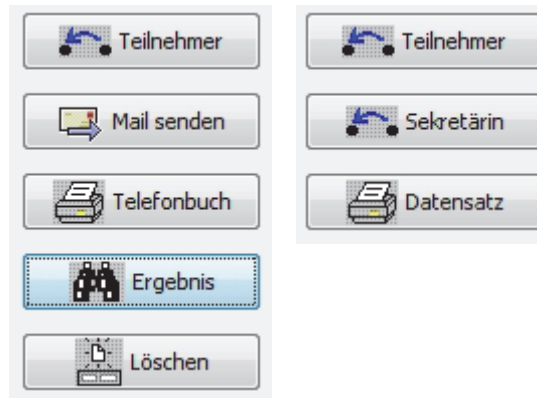 Teilnehmer
Mail senden
Telefonbuch
Ergebnis
Löschen
Teilnehmer
Sekretärin
Datensatz